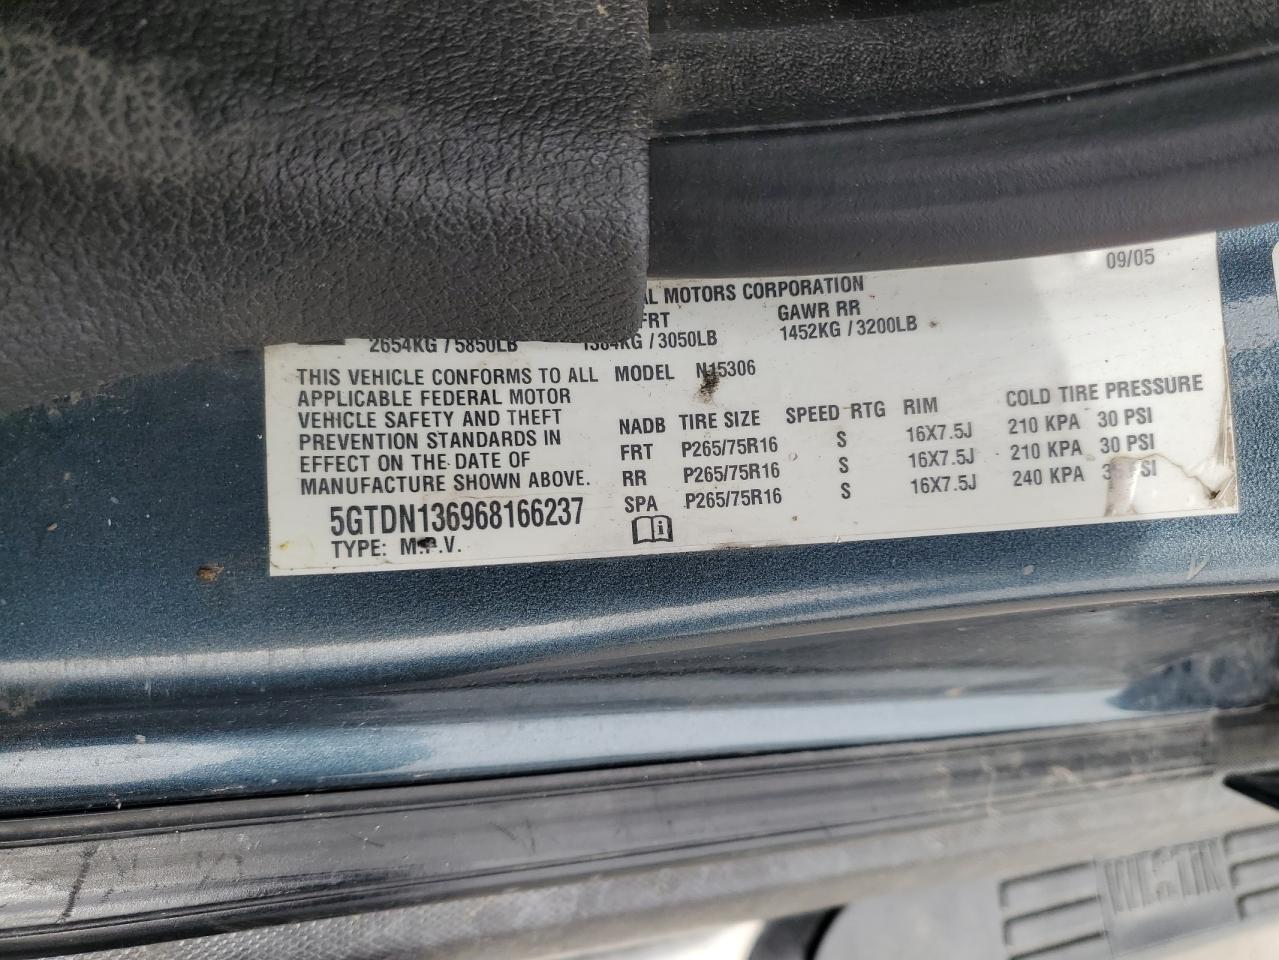 09/05
MOTORS CORPORATION
FRT GAWR RR
2654KG / 5850LB 1384KG / 3050LB 1452KG / 3200LB
THIS VEHICLE CONFORMS TO ALL MODEL N15306
APPLICABLE FEDERAL MOTOR
VEHICLE SAFETY AND THEFT
PREVENTION STANDARDS IN
EFFECT ON THE DATE OF
MANUFACTURE SHOWN ABOVE.
NADB TIRE SIZE SPEED RTG RIM COLD TIRE PRESSURE
FRT P265/75R16 S 16X7.5J 210 KPA 30 PSI
RR P265/75R16 S 16X7.5J 210 KPA 30 PSI
SPA P265/75R16 S 16X7.5J 240 KPA PSI
5GTDN136968166237
TYPE: M.P.V.
WESTIN